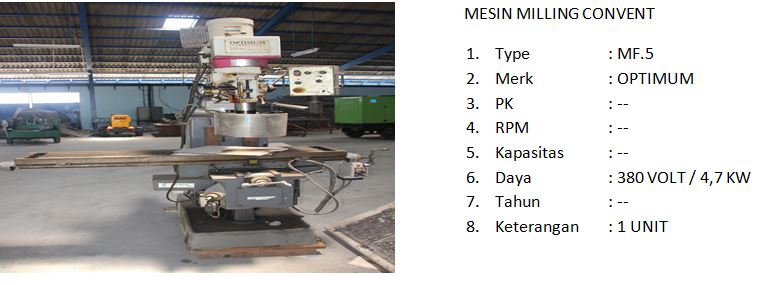 OPTIMUM
MESIN MILLING CONVENT
1. Type : MF.5
2. Merk : OPTIMUM
3. PK : --
4. RPM : --
5. Kapasitas : --
6. Daya : 380 VOLT / 4,7 KW
7. Tahun : --
8. Keterangan : 1 UNIT